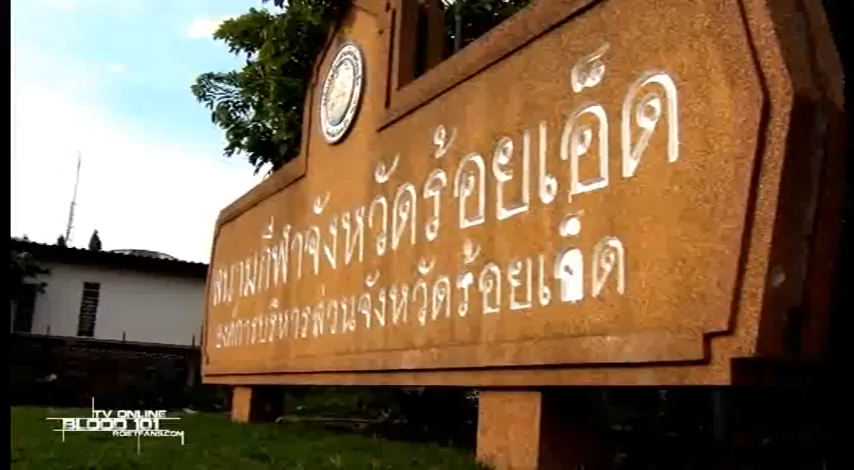 สนามกีฬาจังหวัดร้อยเอ็ด
องค์การบริหารส่วนจังหวัดร้อยเอ็ด
TV ONLINE
BLOOD 101
ROIETFANS.com